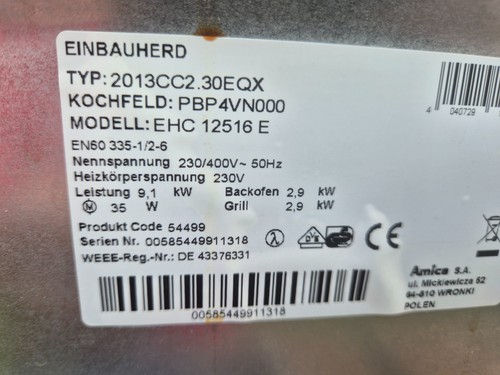 EINBAUHERD
TYP: 2013CC2.30EQX
KOCHFELD: PBP4VN000
MODELL: EHC 12516 E
EN60 335-1/2-6
Nennspannung 230/400V~ 50Hz
Heizkörperspannung 230V
Leistung 9,1 kW Backofen 2,9 kW
M 35 W Grill 2,9 kW
Produkt Code 54499
Serien Nr. 00585449911318
WEEE-Reg.-Nr.: DE 43376331
00585449911318
4 040729
Amica S.A.
ul. Mickiewicza 52
64-510 WRONKI
POLEN